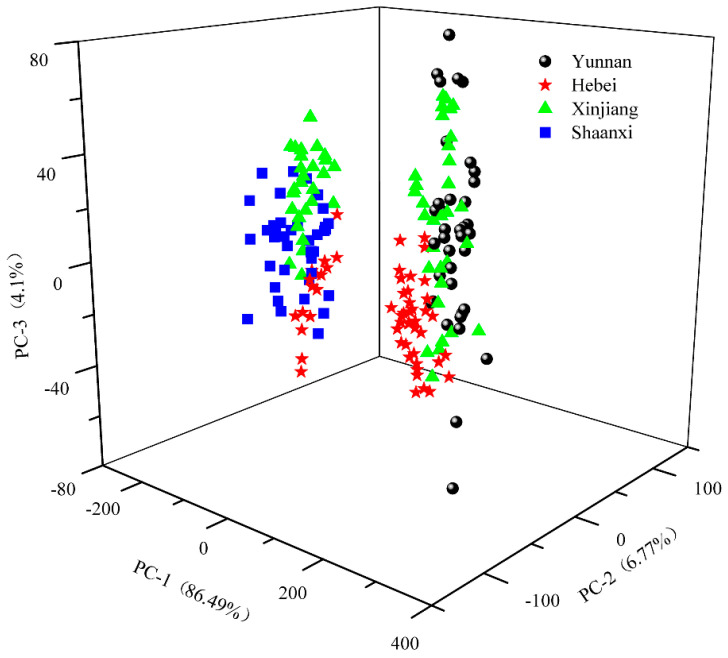 80
40
0
-40
-80
PC-3 (4.1%)
Yunnan
Hebei
Xinjiang
Shaanxi
-200
0
200
400
PC-1 (86.49%)
100
0
-100
PC-2 (6.77%)